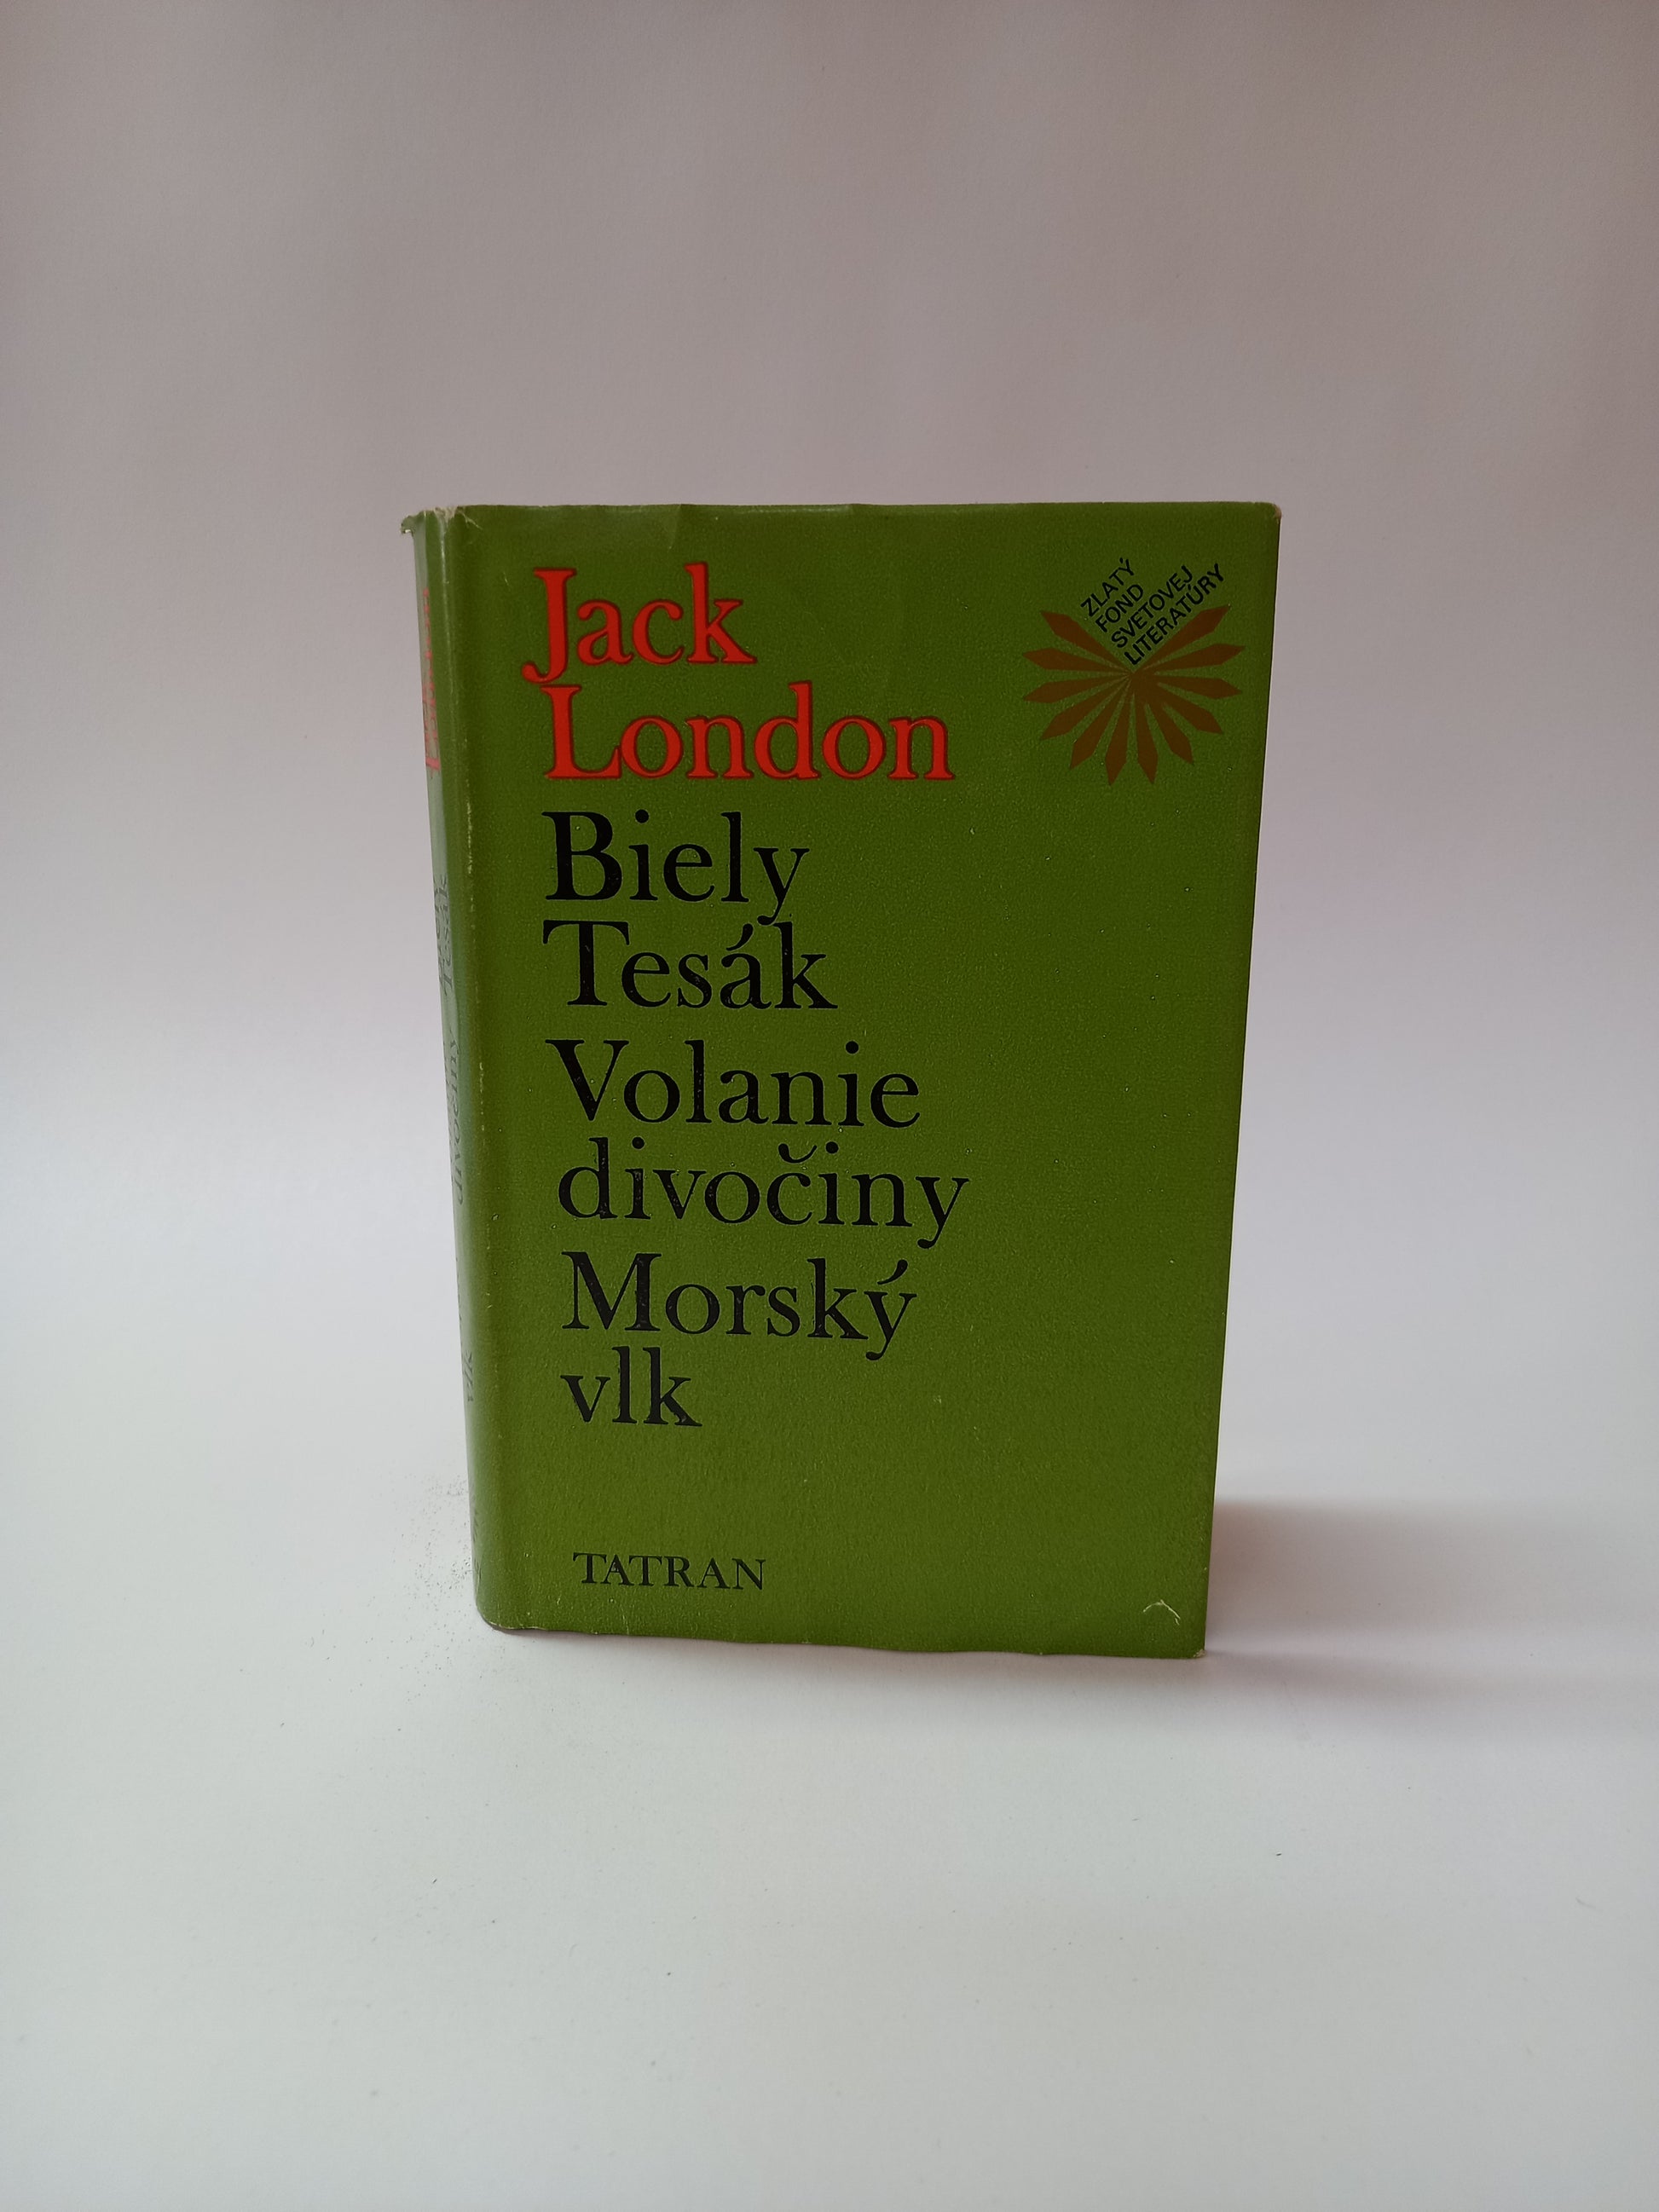 Jack
London
Biely
Tesák
Volanie
divočiny
Morský
vlk
TATRAN
ZLATÝ
FOND
SVETOVEJ
LITERATÚRY